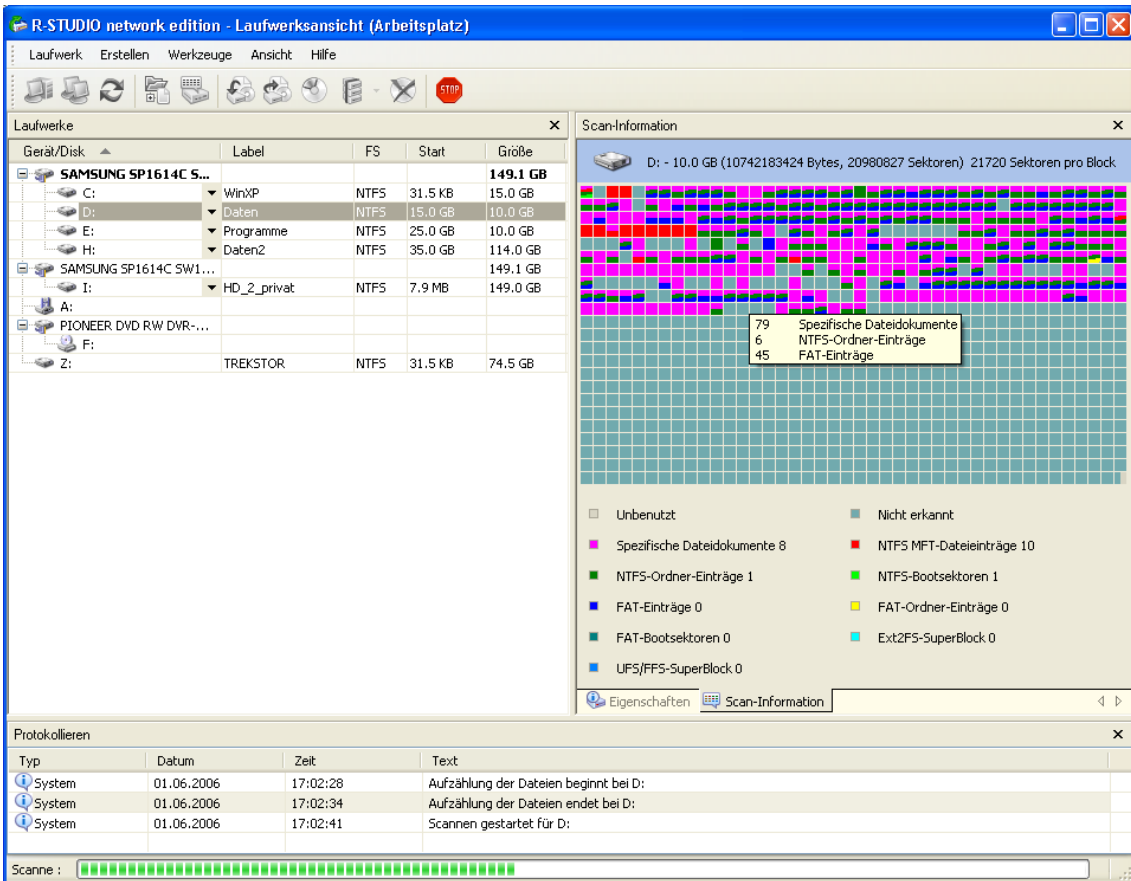 R-STUDIO network edition - Laufwerksansicht (Arbeitsplatz)
Laufwerk Erstellen Werkzeuge Ansicht Hilfe
STOP
Laufwerke
Gerät/Disk Label FS Start Größe
SAMSUNG SP1614C S... 149.1 GB
C: WinXP NTFS 31.5 KB 15.0 GB
D: Daten NTFS 15.0 GB 10.0 GB
E: Programme NTFS 25.0 GB 10.0 GB
H: Daten2 NTFS 35.0 GB 114.0 GB
SAMSUNG SP1614C SW1... 149.1 GB
I: HD_2_privat NTFS 7.9 MB 149.0 GB
A:
PIONEER DVD RW DVR-...
F:
Z: TREKSTOR NTFS 31.5 KB 74.5 GB
Scan-Information
D: - 10.0 GB (10742183424 Bytes, 20980827 Sektoren) 21720 Sektoren pro Block
79 Spezifische Dateidokumente
6 NTFS-Ordner-Einträge
45 FAT-Einträge
Unbenutzt Nicht erkannt
Spezifische Dateidokumente 8 NTFS MFT-Dateieinträge 10
NTFS-Ordner-Einträge 1 NTFS-Bootsektoren 1
FAT-Einträge 0 FAT-Ordner-Einträge 0
FAT-Bootsektoren 0 Ext2FS-SuperBlock 0
UFS/FFS-SuperBlock 0
Eigenschaften Scan-Information
Protokollieren
Typ Datum Zeit Text
System 01.06.2006 17:02:28 Aufzählung der Dateien beginnt bei D:
System 01.06.2006 17:02:34 Aufzählung der Dateien endet bei D:
System 01.06.2006 17:02:41 Scannen gestartet für D:
Scanne :